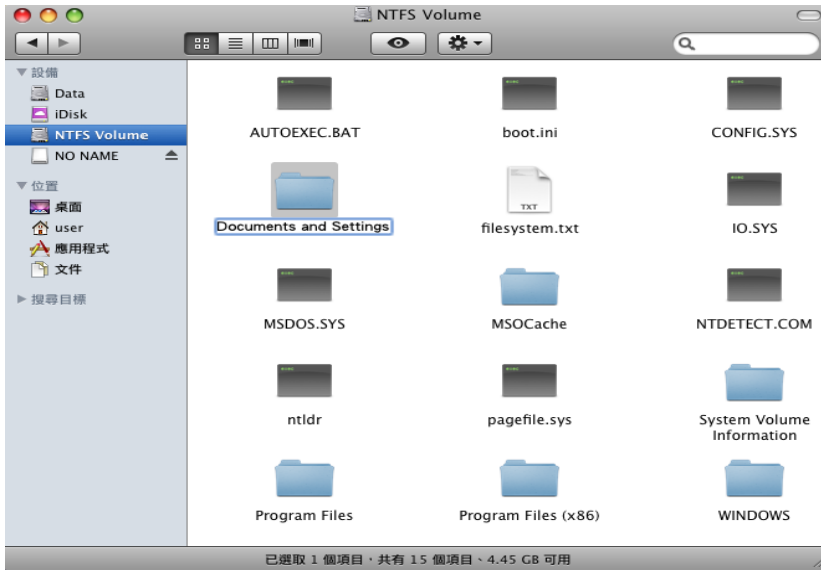 NTFS Volume
設備
Data
iDisk
NTFS Volume
NO NAME
位置
桌面
user
應用程式
文件
搜尋目標
AUTOEXEC.BAT
boot.ini
CONFIG.SYS
Documents and Settings
TXT
filesystem.txt
IO.SYS
MSDOS.SYS
MSOCache
NTDETECT.COM
ntldr
pagefile.sys
System Volume
Information
Program Files
Program Files (x86)
WINDOWS
已選取 1 個項目，共有 15 個項目、4.45 GB 可用